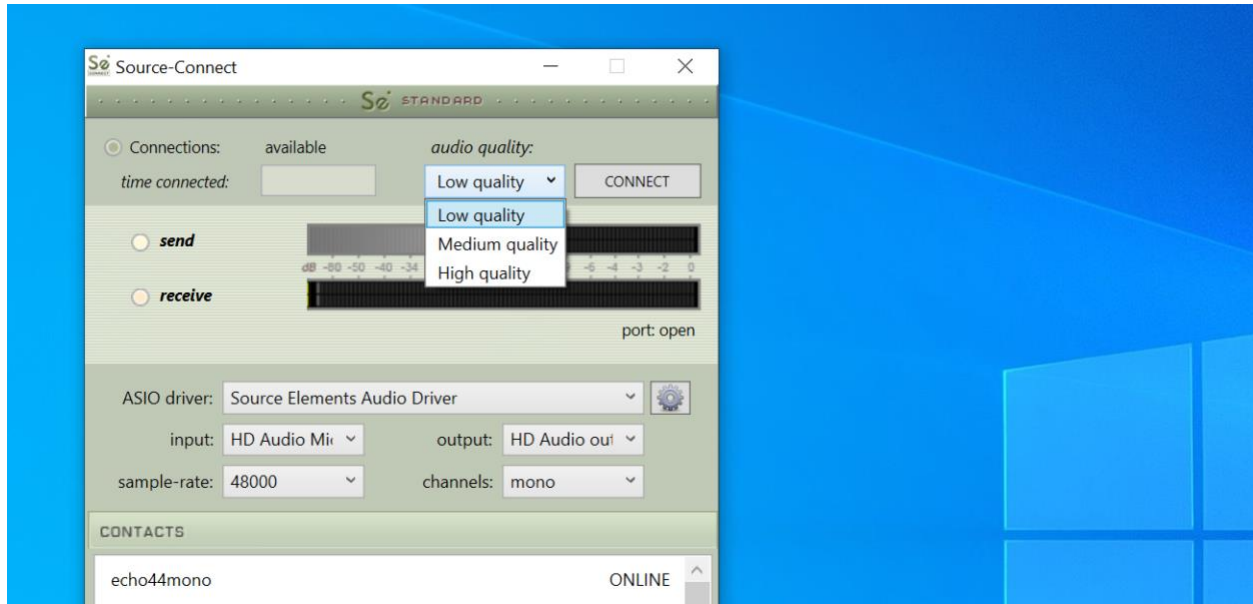 Source-Connect
Se STANDARD
Connections: available audio quality:
time connected: Low quality CONNECT
Low quality
send Medium quality
dB -80 -50 -40 -34 -6 -4 -3 -2 0
High quality
receive
port: open
ASIO driver: Source Elements Audio Driver
input: HD Audio Mi output: HD Audio out
sample-rate: 48000 channels: mono
CONTACTS
echo44mono ONLINE